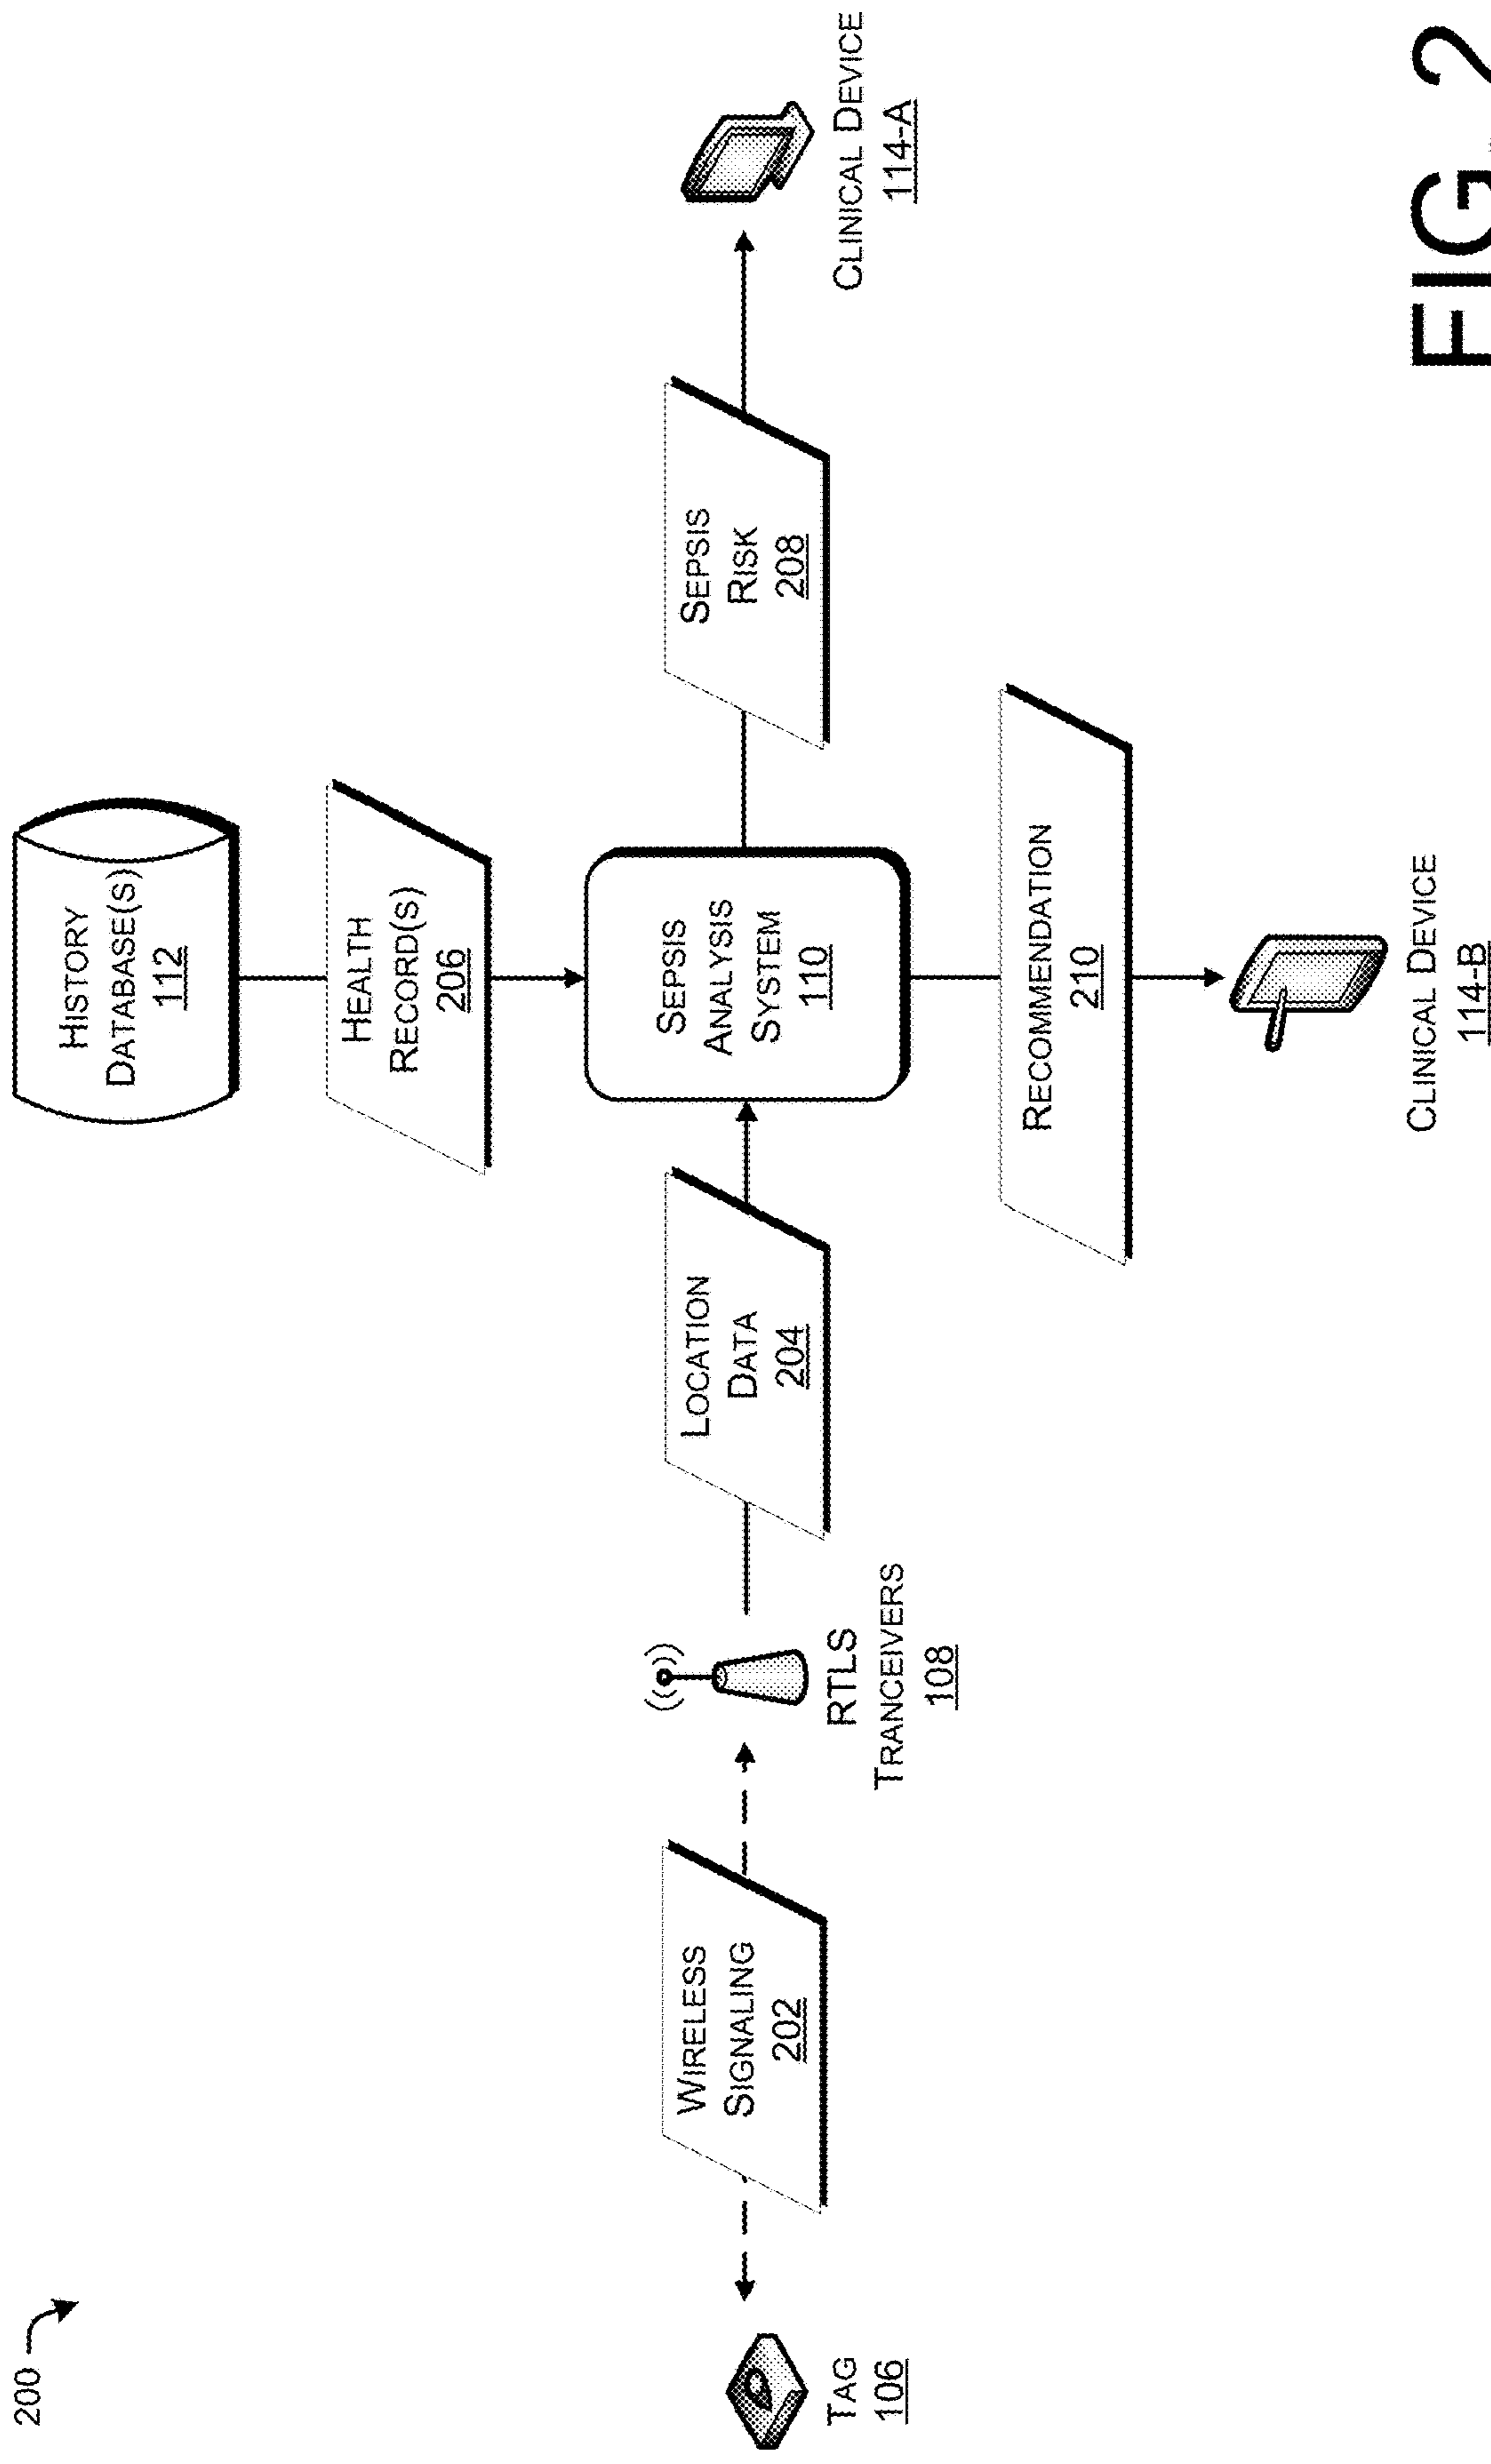 200
HISTORY
DATABASE(S)
112
HEALTH
RECORD(S)
206
TAG
106
WIRELESS
SIGNALING
202
RTLS
TRANCEIVERS
108
LOCATION
DATA
204
SEPSIS
ANALYSIS
SYSTEM
110
SEPSIS
RISK
208
CLINICAL DEVICE
114-A
RECOMMENDATION
210
CLINICAL DEVICE
114-B
FIG. 2